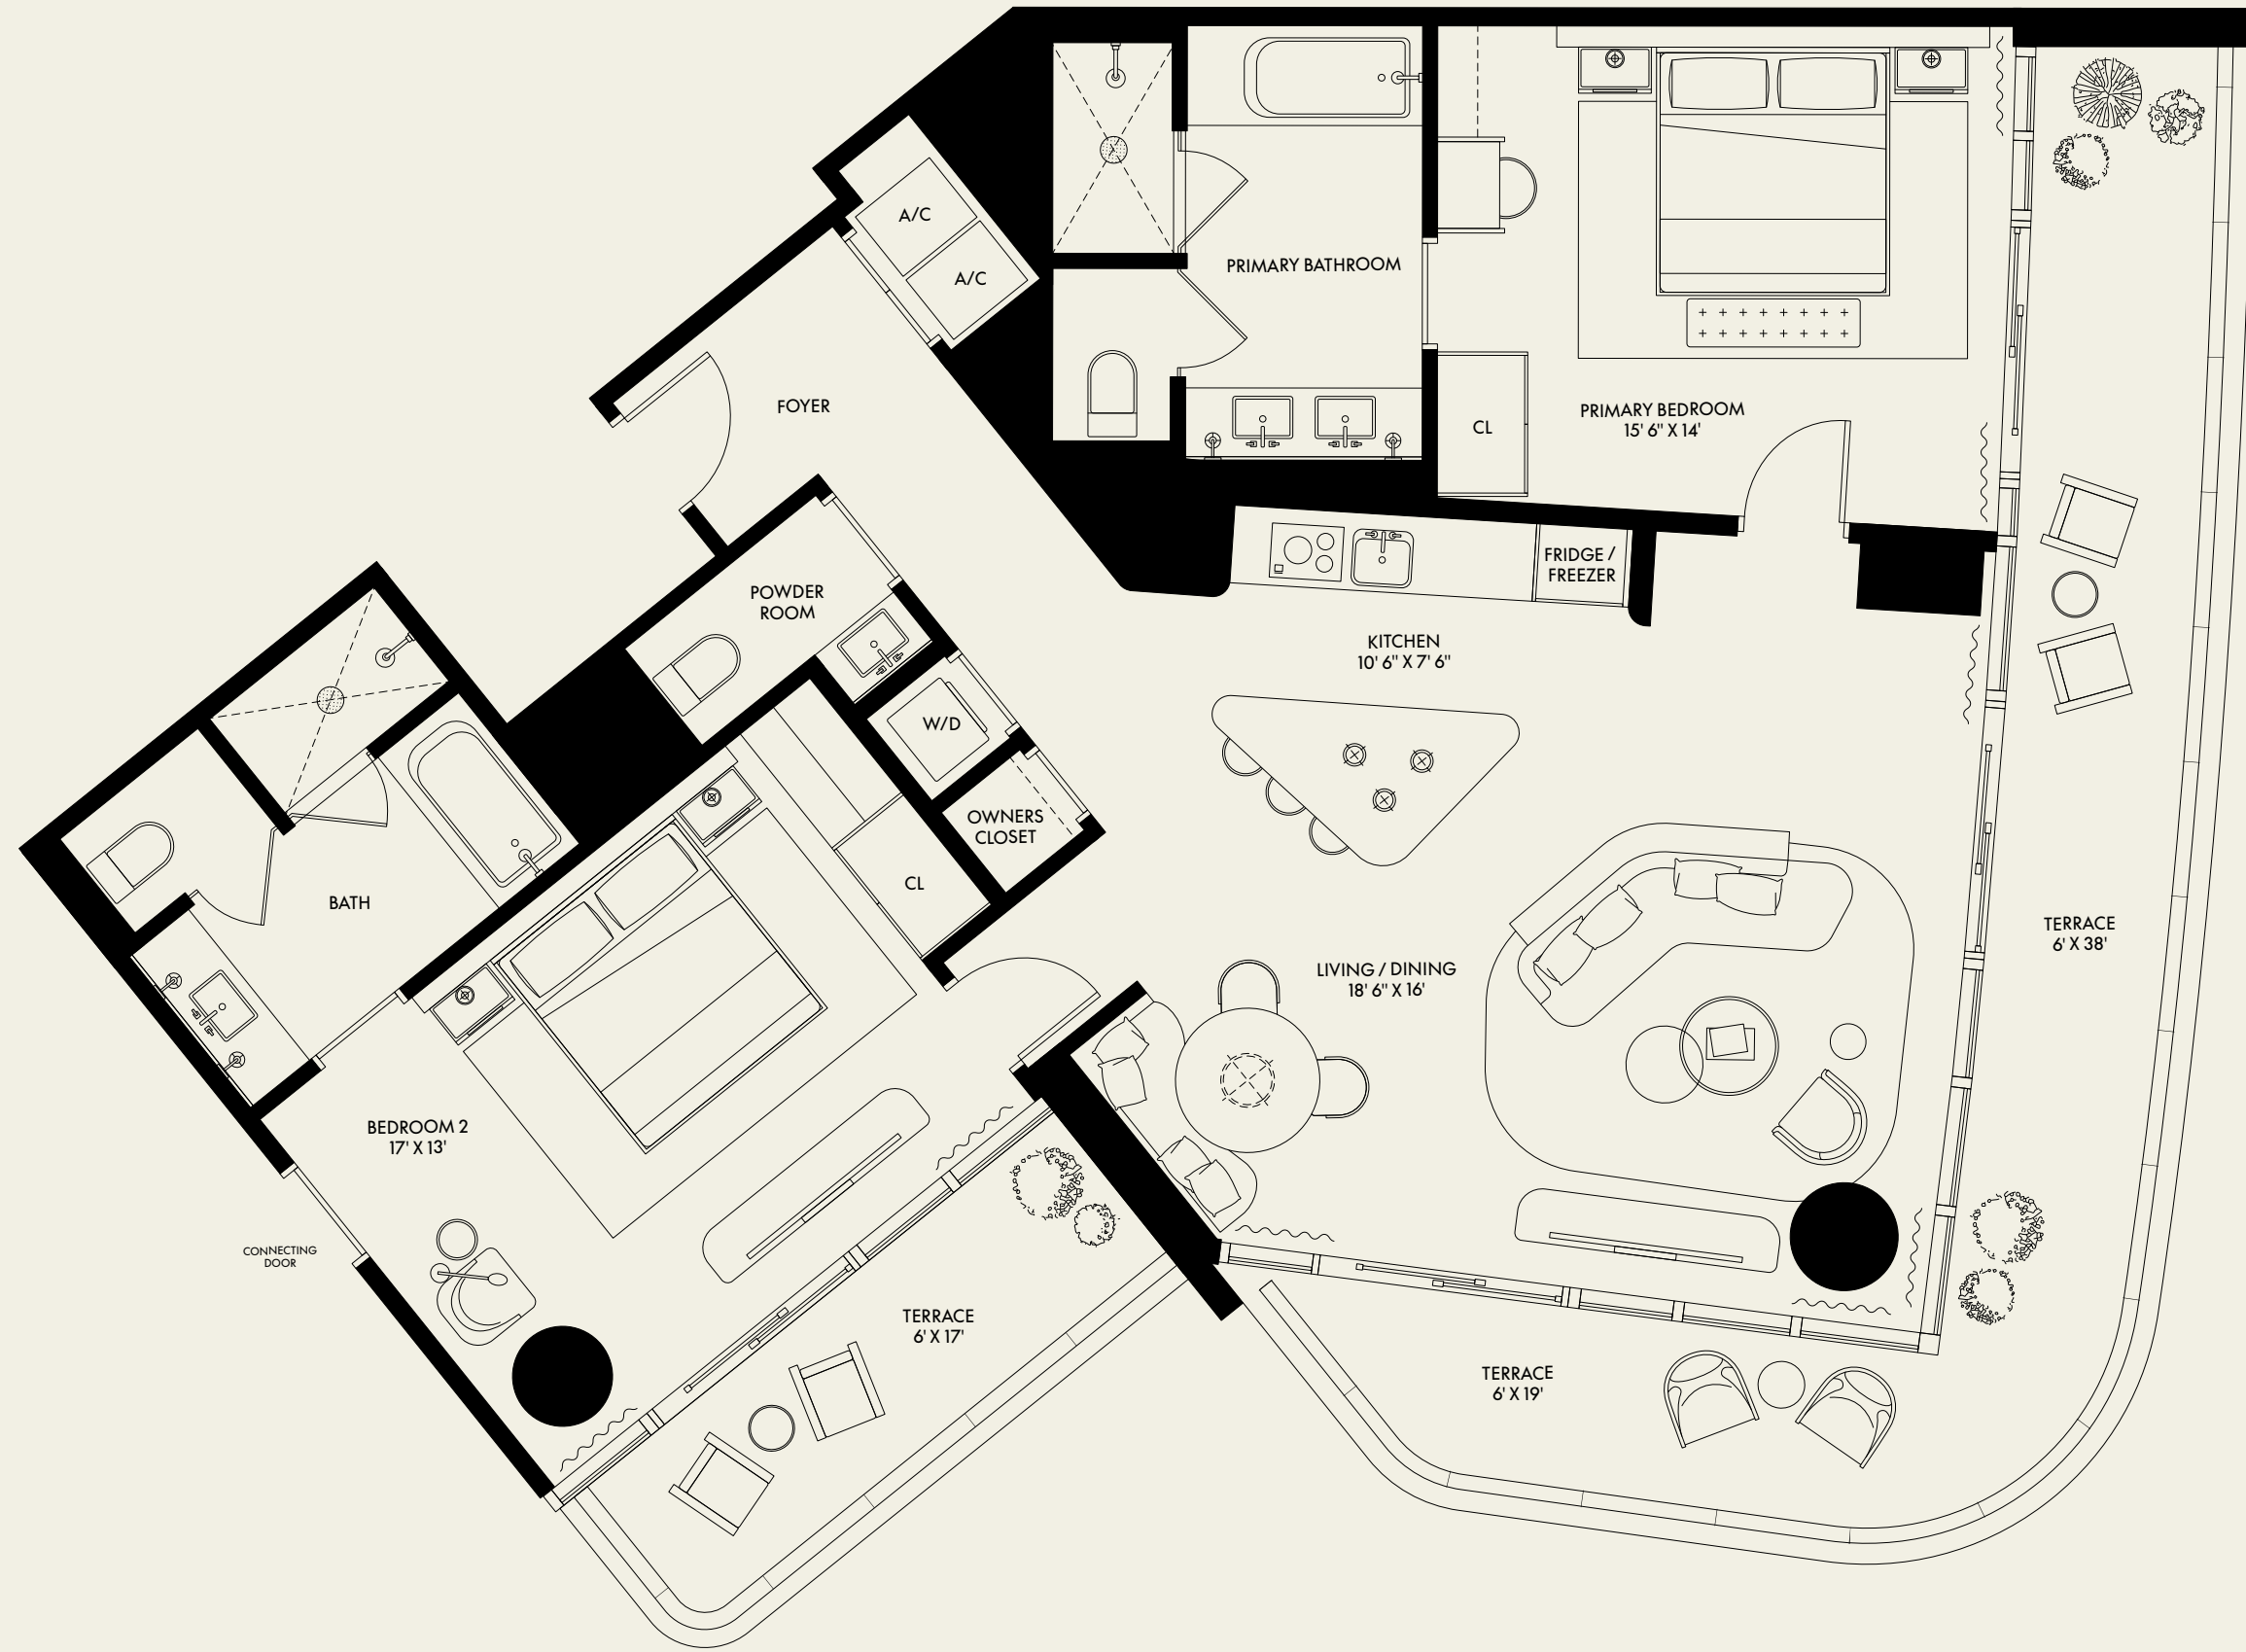 A/C
A/C
PRIMARY BATHROOM
FOYER
CL
PRIMARY BEDROOM
15' 6" X 14'
FRIDGE /
FREEZER
POWDER
ROOM
KITCHEN
10' 6" X 7' 6"
W/D
OWNERS
CLOSET
CL
BATH
TERRACE
6' X 38'
LIVING / DINING
18' 6" X 16'
BEDROOM 2
17' X 13'
CONNECTING
DOOR
TERRACE
6' X 17'
TERRACE
6' X 19'